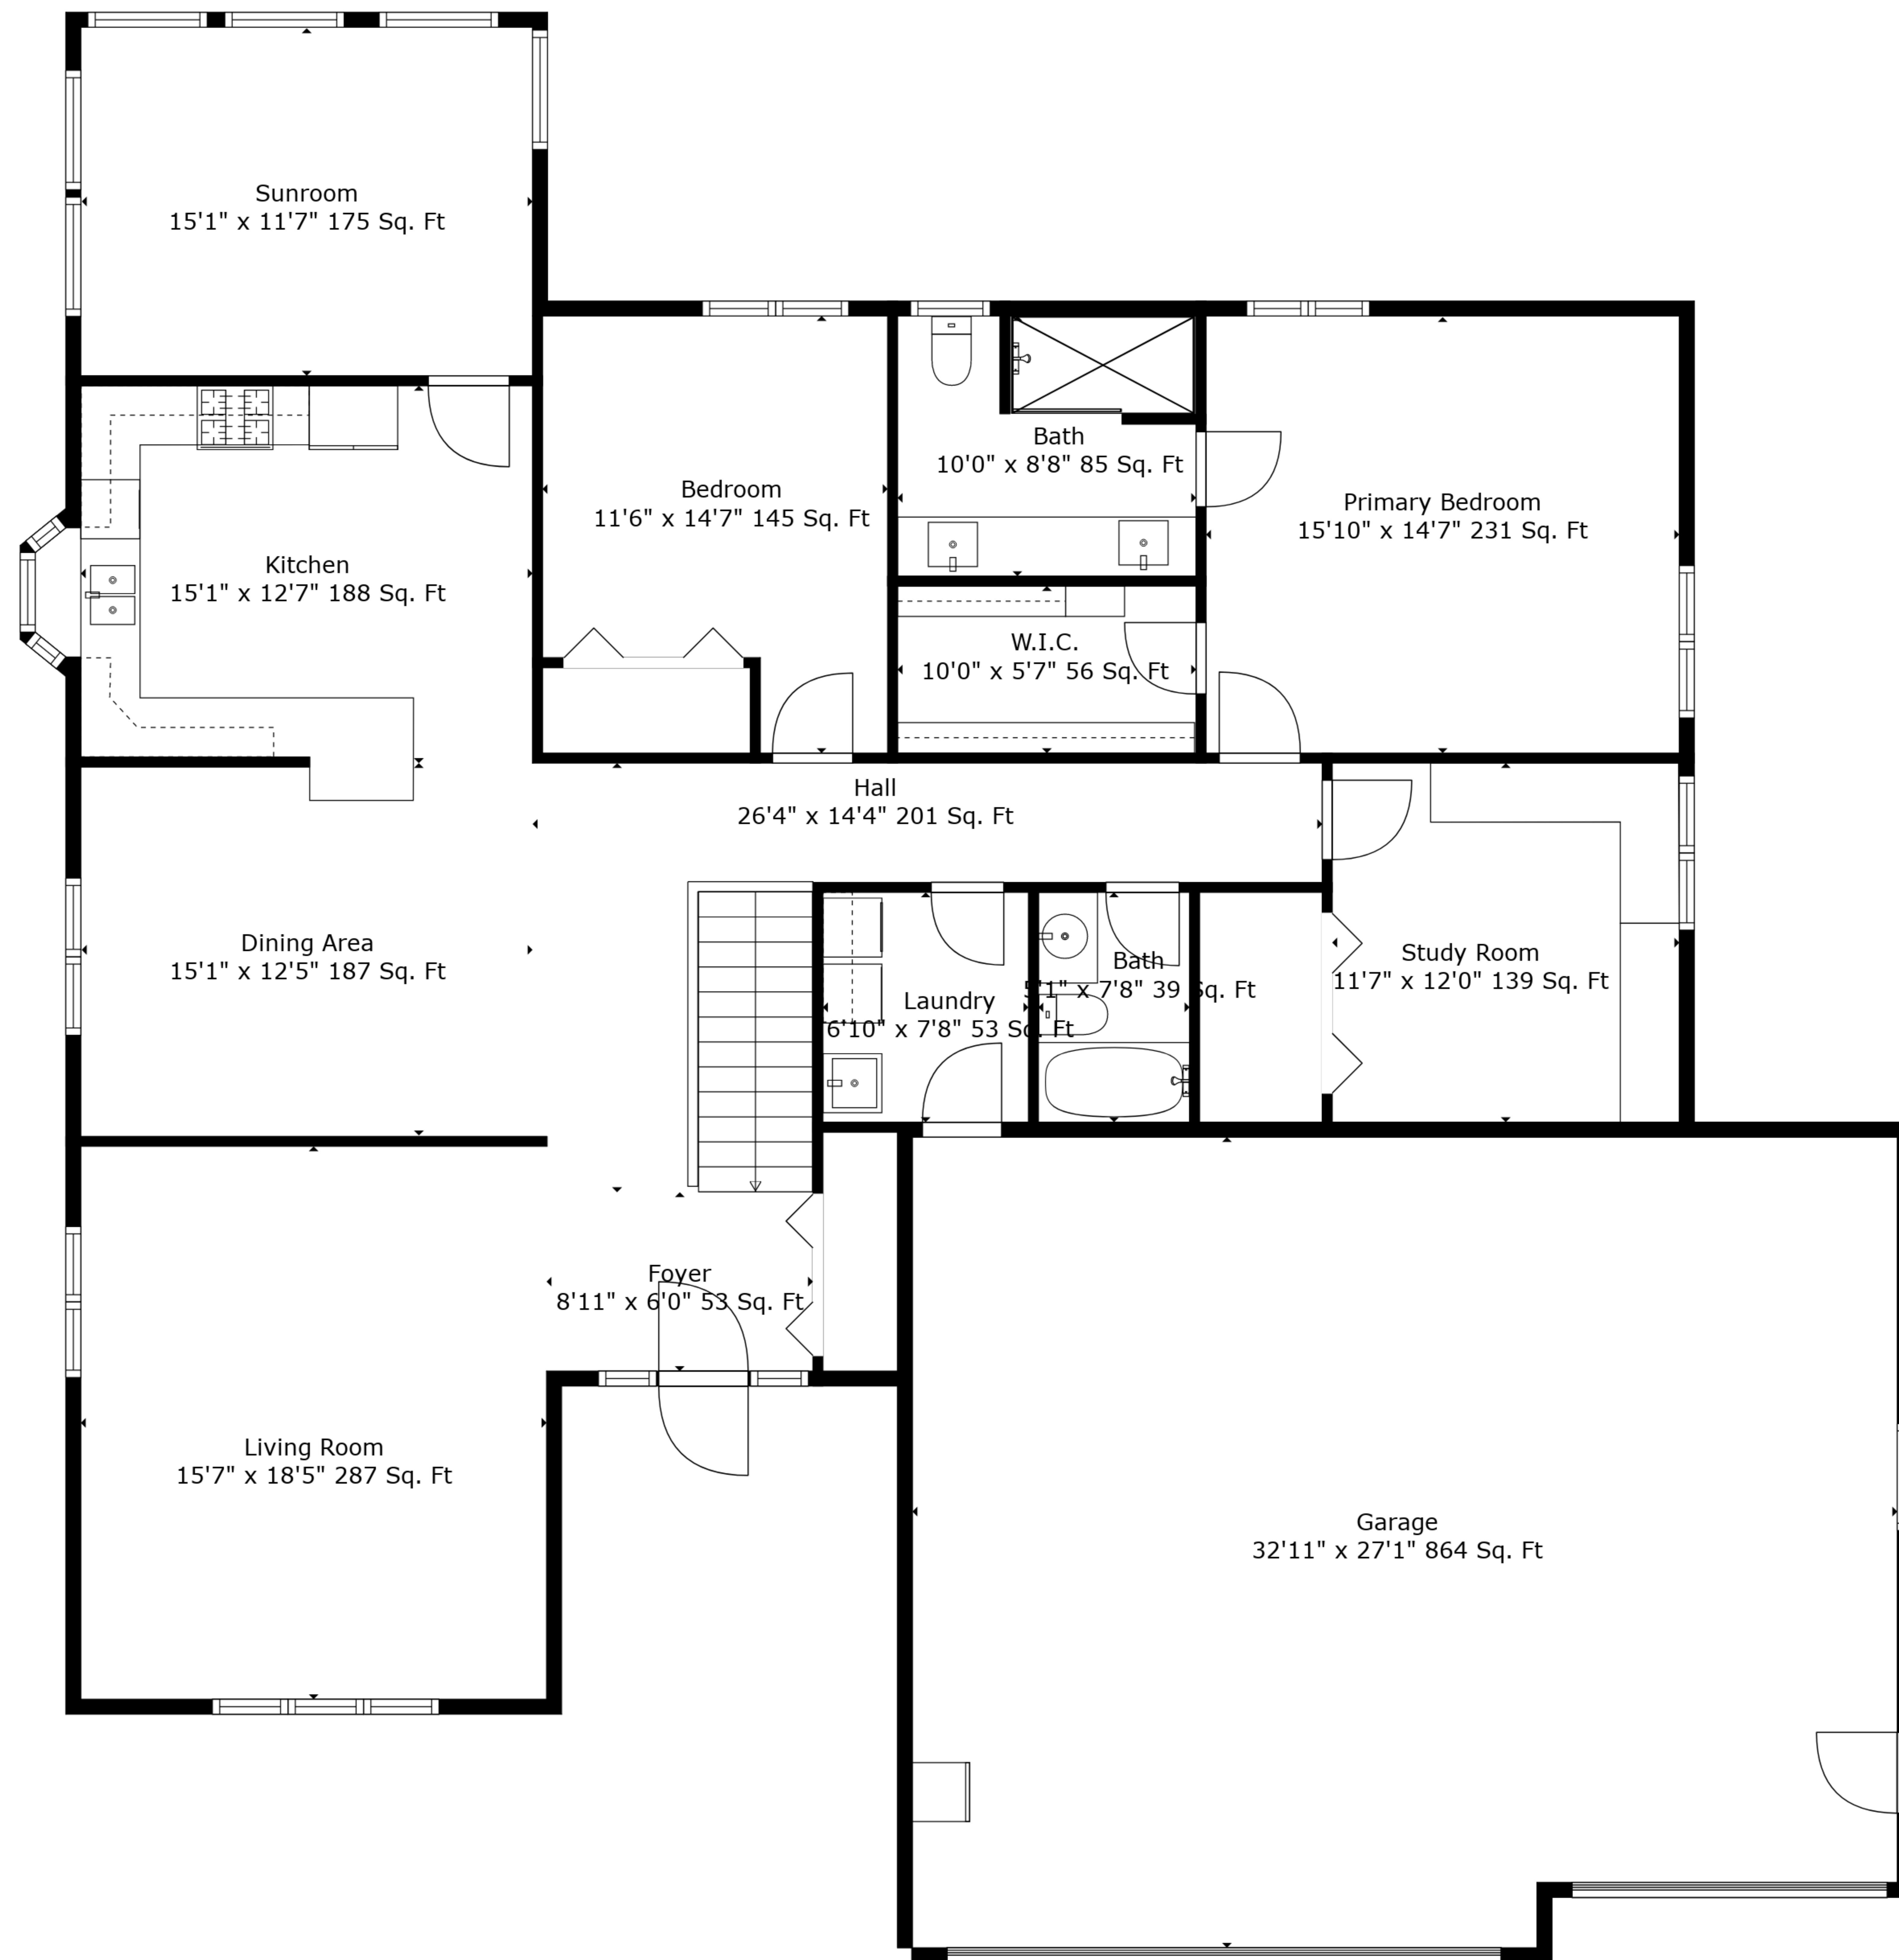 Sunroom
15'1" x 11'7" 175 Sq. Ft
Bedroom
11'6" x 14'7" 145 Sq. Ft
Bath
10'0" x 8'8" 85 Sq. Ft
Primary Bedroom
15'10" x 14'7" 231 Sq. Ft
Kitchen
15'1" x 12'7" 188 Sq. Ft
W.I.C.
10'0" x 5'7" 56 Sq. Ft
Hall
26'4" x 14'4" 201 Sq. Ft
Dining Area
15'1" x 12'5" 187 Sq. Ft
Laundry
6'10" x 7'8" 53 Sq. Ft
Bath
5'1" x 7'8" 39 Sq. Ft
Study Room
11'7" x 12'0" 139 Sq. Ft
Foyer
8'11" x 6'0" 53 Sq. Ft
Living Room
15'7" x 18'5" 287 Sq. Ft
Garage
32'11" x 27'1" 864 Sq. Ft